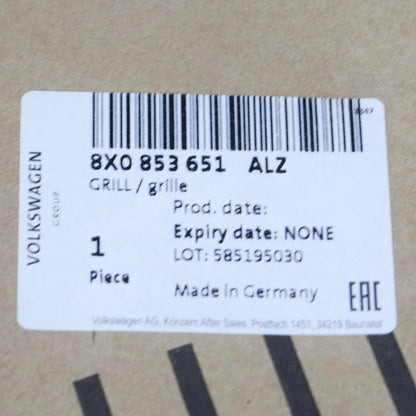 8X0 853 651 ALZ
GRILL / grille
Prod. date:
Expiry date: NONE
LOT: 585195030
1
Piece
Made in Germany
EAC
Volkswagen AG, Konzern After Sales, Postfach 1451, 34219 Baunatal
VOLKSWAGEN
GROUP